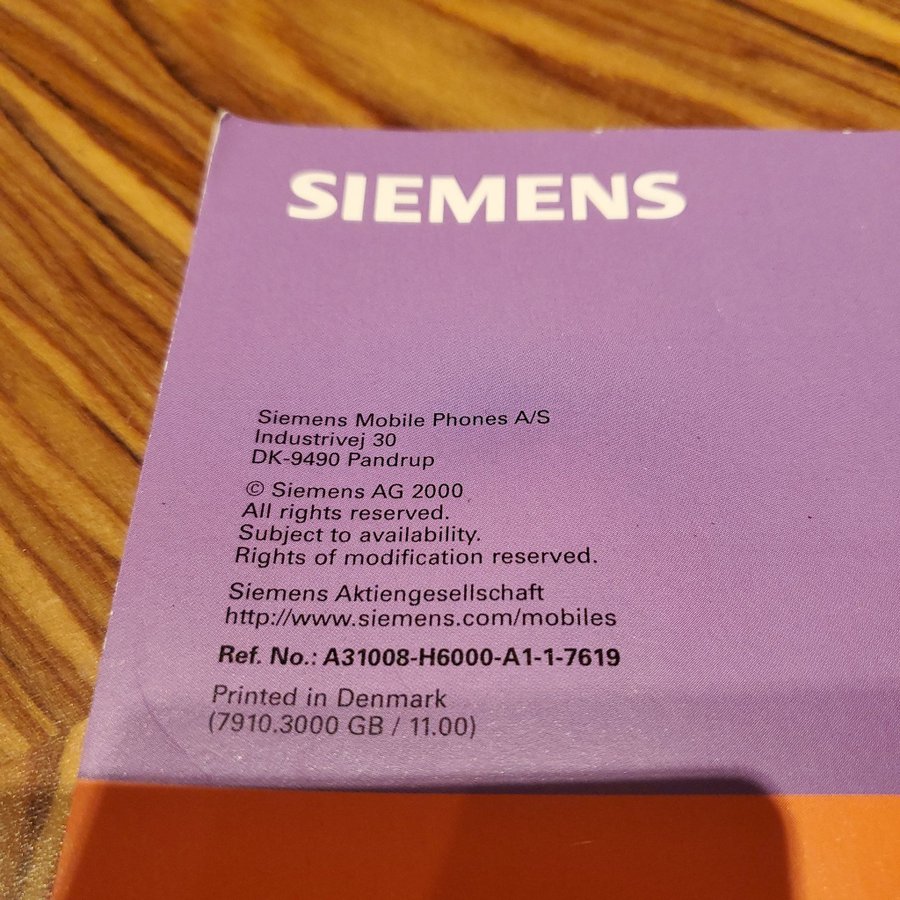 SIEMENS
Siemens Mobile Phones A/S
Industrivej 30
DK-9490 Pandrup
© Siemens AG 2000
All rights reserved.
Subject to availability.
Rights of modification reserved.
Siemens Aktiengesellschaft
http://www.siemens.com/mobiles
Ref. No.: A31008-H6000-A1-1-7619
Printed in Denmark
(7910.3000 GB / 11.00)